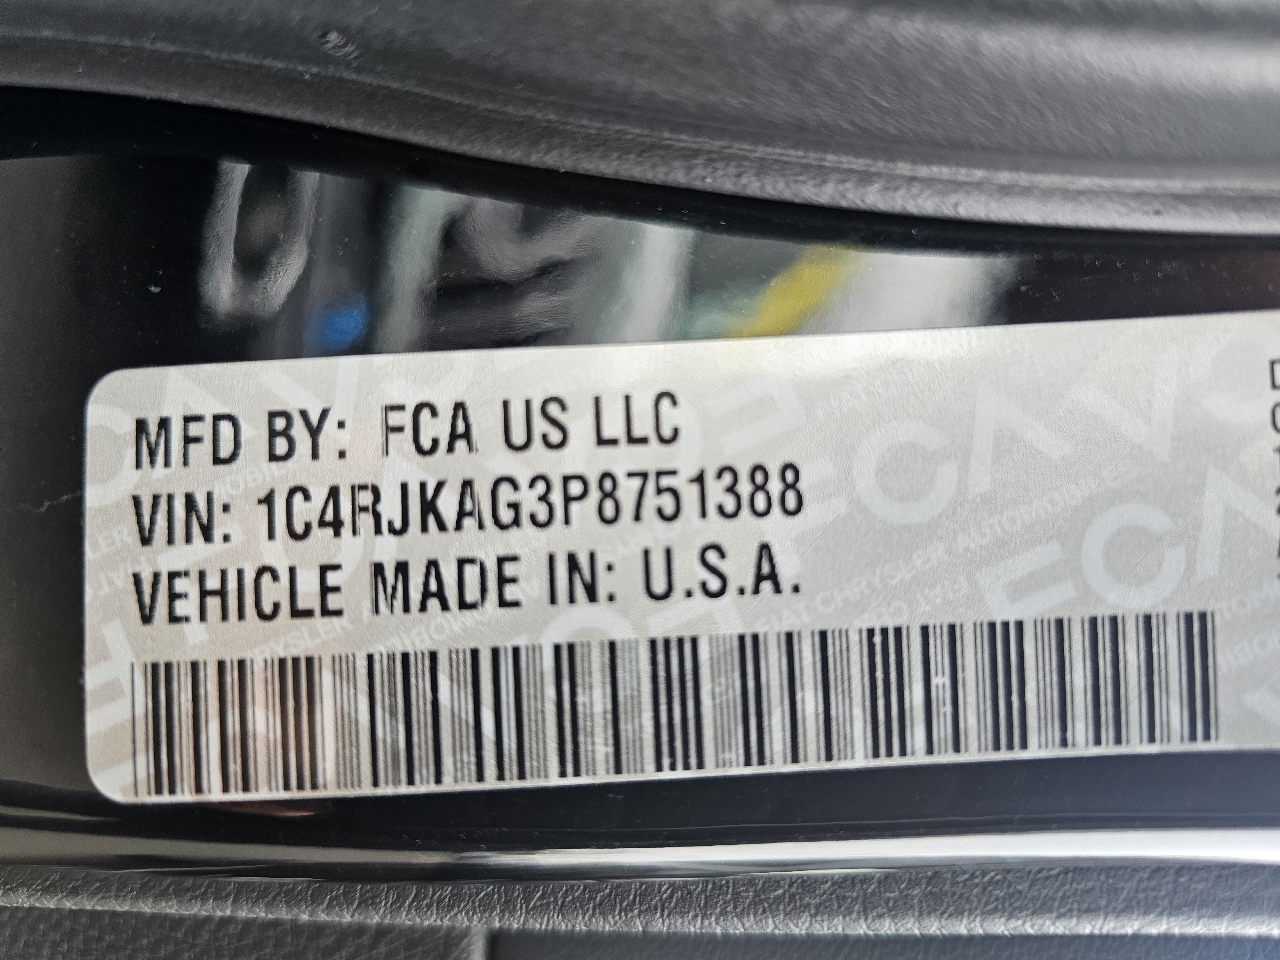 MFD BY: FCA US LLC
VIN: 1C4RJKAG3P8751388
VEHICLE MADE IN: U.S.A.